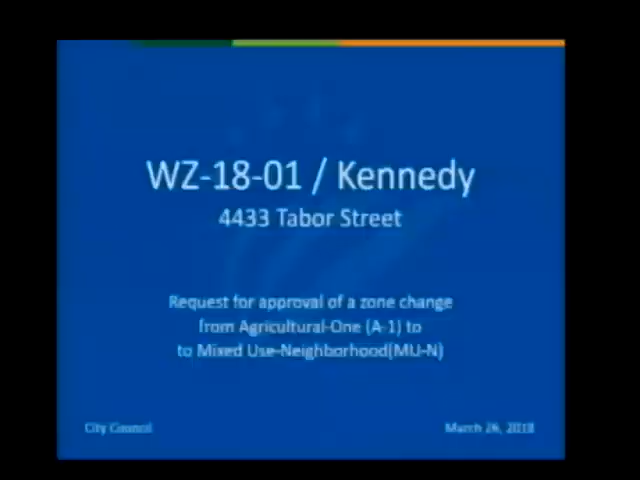 WZ-18-01 / Kennedy
4433 Tabor Street
Request for approval of a zone change
from Agricultural-One (A-1) to
to Mixed Use-Neighborhood(MU-N)
City Council
March 26, 2018